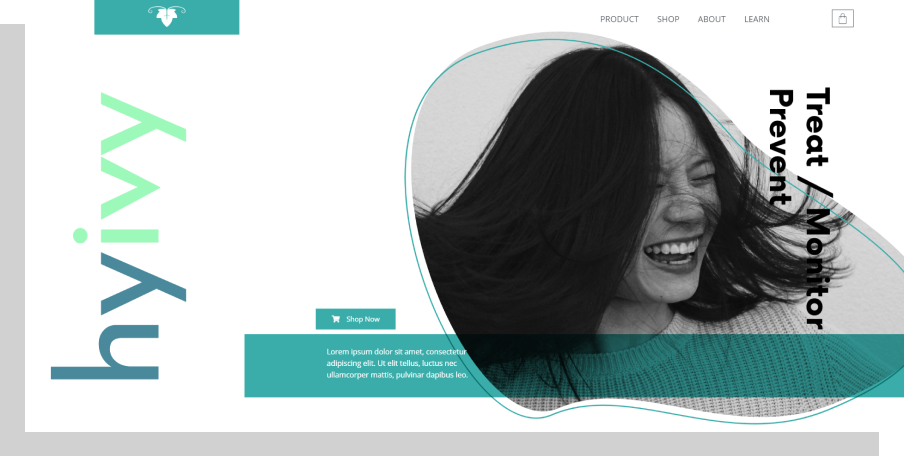 PRODUCT SHOP ABOUT LEARN
hyivy
Treat / Monitor
Prevent
Shop Now
Lorem ipsum dolor sit amet, consectetur
adipiscing elit. Ut elit tellus, luctus nec
ullamcorper mattis, pulvinar dapibus leo.